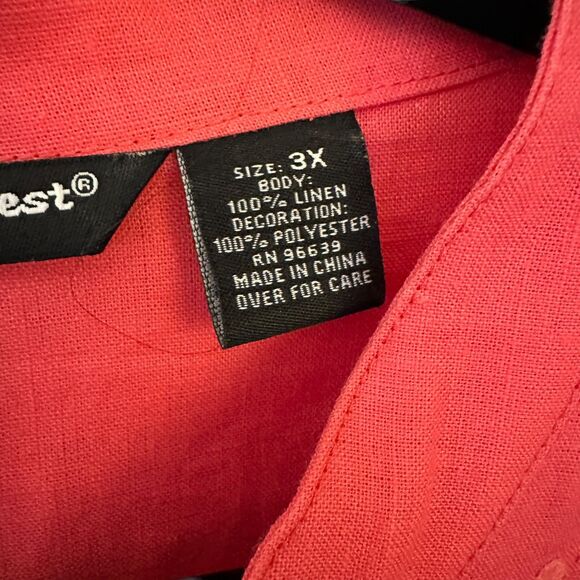 est®
SIZE: 3X
BODY:
100% LINEN
DECORATION:
100% POLYESTER
RN 96639
MADE IN CHINA
OVER FOR CARE